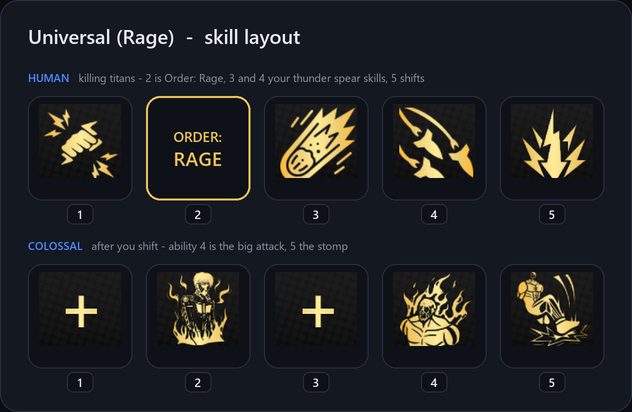 Universal (Rage) - skill layout
HUMAN killing titans - 2 is Order: Rage, 3 and 4 your thunder spear skills, 5 shifts
ORDER:
RAGE
1 2 3 4 5
COLOSSAL after you shift - ability 4 is the big attack, 5 the stomp
+ +
1 2 3 4 5